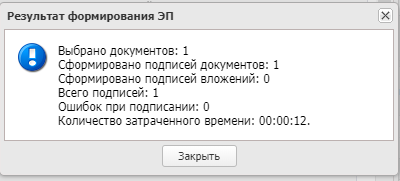 Результат формирования ЭП
Выбрано документов: 1
Сформировано подписей документов: 1
Сформировано подписей вложений: 0
Всего подписей: 1
Ошибок при подписании: 0
Количество затраченного времени: 00:00:12.
Закрыть